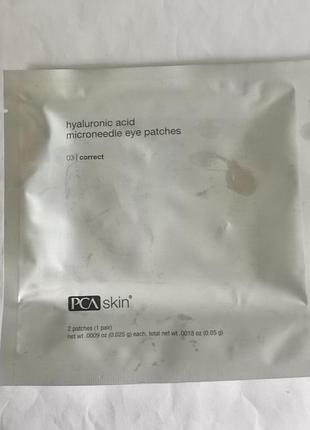 hyaluronic acid
microneedle eye patches
03 | correct
PCA skin®
2 patches (1 pair)
net wt .0009 oz (0.025 g) each, total net wt .0018 oz (0.05 g)